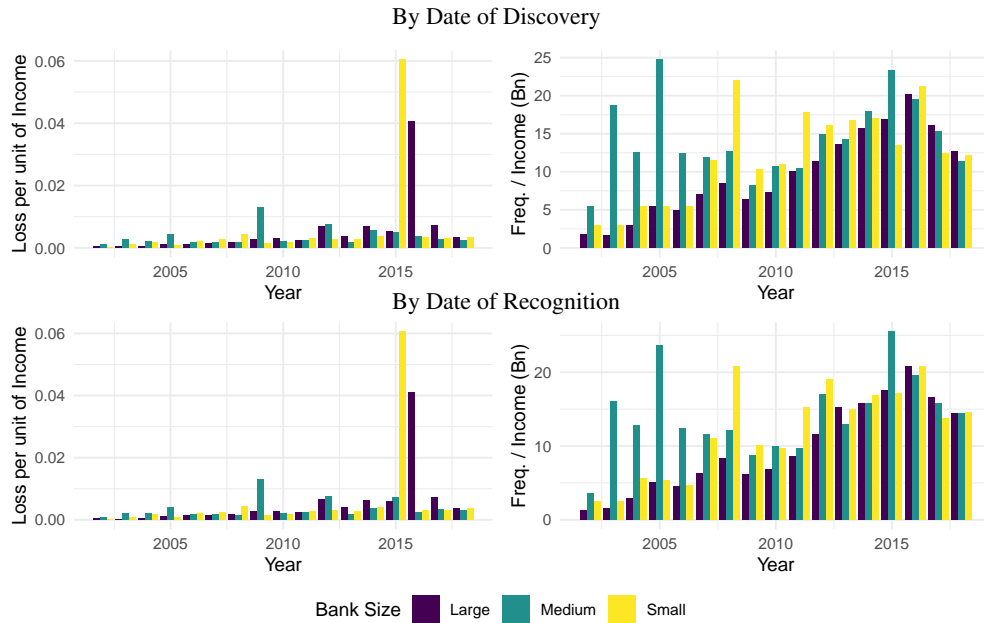 By Date of Discovery
Loss per unit of Income
0.06
0.04
0.02
0.00
2005
2010
2015
Year
Freq. / Income (Bn)
25
20
15
10
5
0
2005
2010
2015
Year
By Date of Recognition
Loss per unit of Income
0.06
0.04
0.02
0.00
2005
2010
2015
Year
Freq. / Income (Bn)
20
10
0
2005
2010
2015
Year
Bank Size Large Medium Small